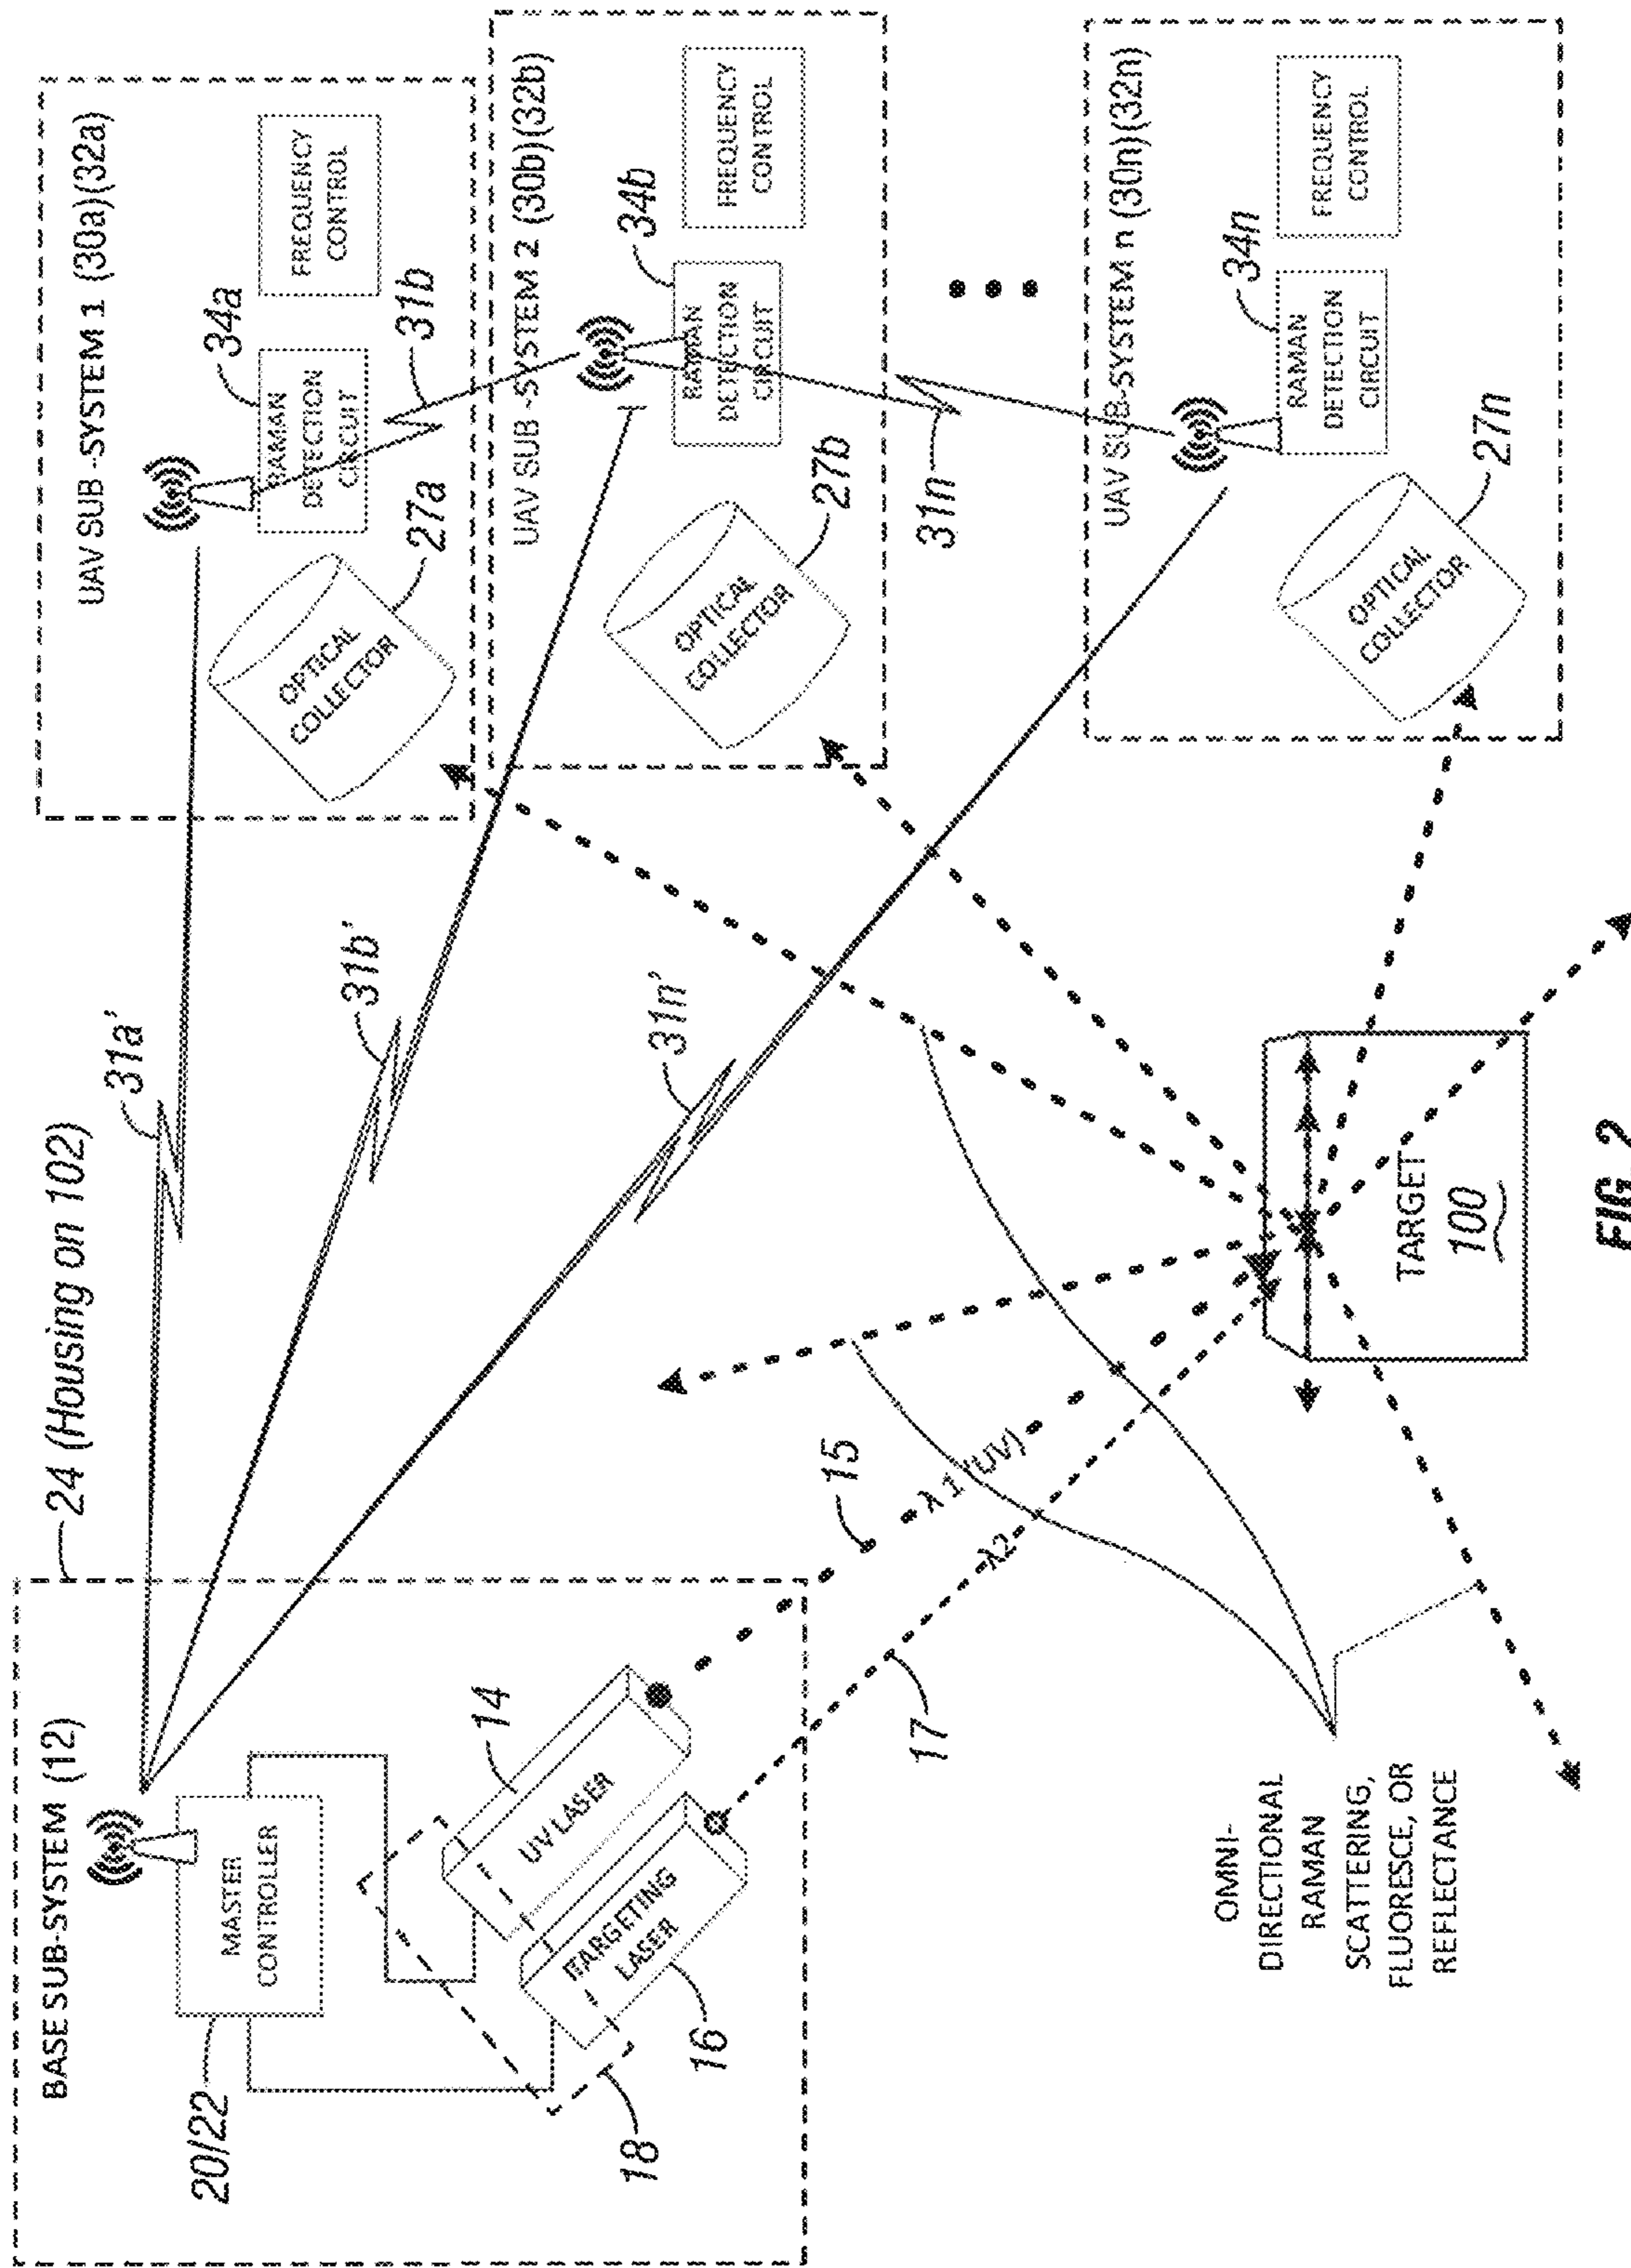 24 (Housing on 102)
BASE SUB-SYSTEM (12)
MASTER
CONTROLLER
20/22
14
UV LASER
TARGETING
LASER
16
18
31a'
31b'
31n'
UAV SUB-SYSTEM 1 (30a)(32a)
34a
RAMAN
DETECTION
CIRCUIT
FREQUENCY
CONTROL
OPTICAL
COLLECTOR
27a
31b
UAV SUB-SYSTEM 2 (30b)(32b)
34b
RAMAN
DETECTION
CIRCUIT
FREQUENCY
CONTROL
OPTICAL
COLLECTOR
27b
31n
UAV SUB-SYSTEM n (30n)(32n)
34n
RAMAN
DETECTION
CIRCUIT
FREQUENCY
CONTROL
OPTICAL
COLLECTOR
27n
15
λ1 (UV)
λ2
17
OMNI-
DIRECTIONAL
RAMAN
SCATTERING,
FLUORESCE, OR
REFLECTANCE
TARGET
100
FIG. 2